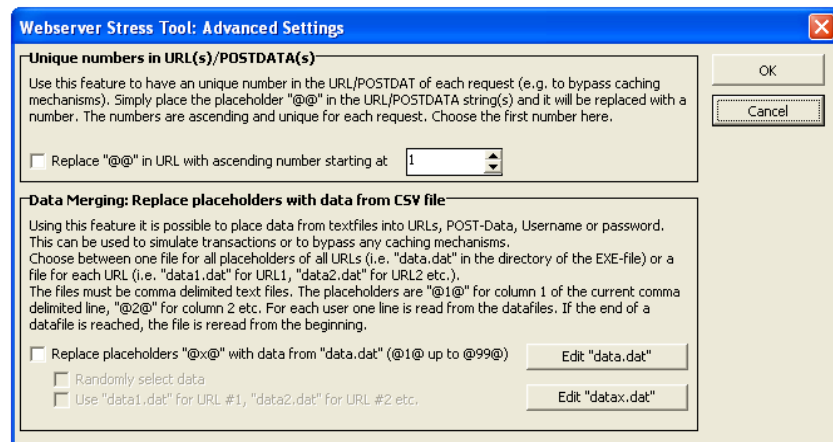 Webserver Stress Tool: Advanced Settings
Unique numbers in URL(s)/POSTDATA(s)
Use this feature to have an unique number in the URL/POSTDAT of each request (e.g. to bypass caching
mechanisms). Simply place the placeholder "@@" in the URL/POSTDATA string(s) and it will be replaced with a
number. The numbers are ascending and unique for each request. Choose the first number here.
Replace "@@" in URL with ascending number starting at 1
OK
Cancel
Data Merging: Replace placeholders with data from CSV file
Using this feature it is possible to place data from textfiles into URLs, POST-Data, Username or password.
This can be used to simulate transactions or to bypass any caching mechanisms.
Choose between one file for all placeholders of all URLs (i.e. "data.dat" in the directory of the EXE-file) or a
file for each URL (i.e. "data1.dat" for URL1, "data2.dat" for URL2 etc.).
The files must be comma delimited text files. The placeholders are "@1@" for column 1 of the current comma
delimited line, "@2@" for column 2 etc. For each user one line is read from the datafiles. If the end of a
datafile is reached, the file is reread from the beginning.
Replace placeholders "@x@" with data from "data.dat" (@1@ up to @99@)
Edit "data.dat"
Randomly select data
Use "data1.dat" for URL #1, "data2.dat" for URL #2 etc.
Edit "datax.dat"